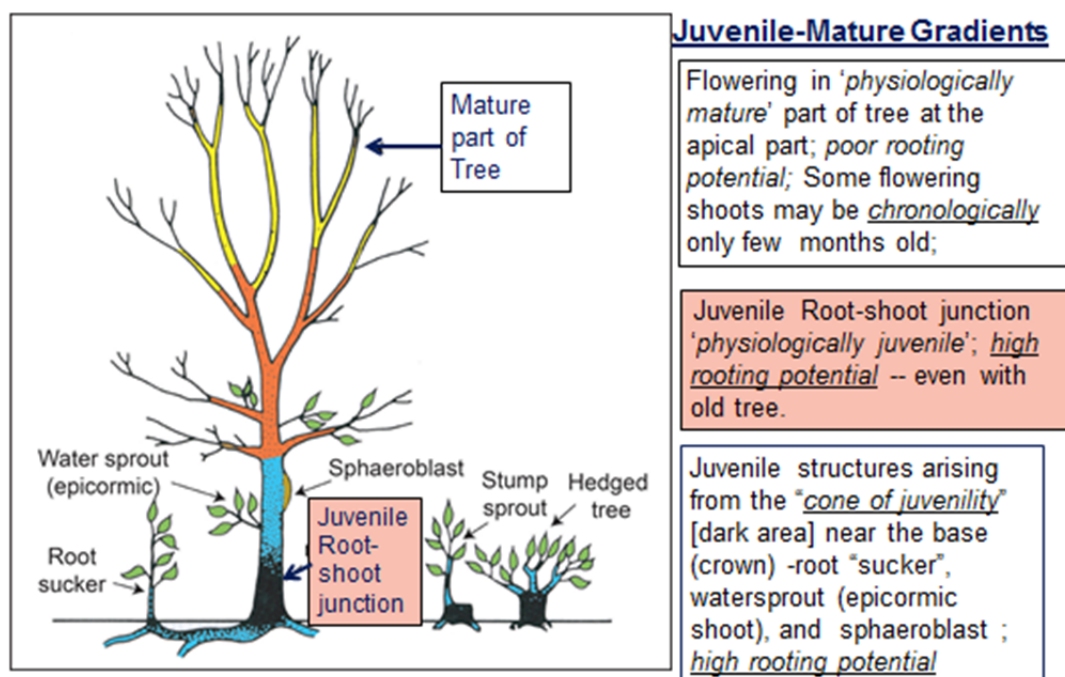 Juvenile-Mature Gradients
Mature
part of
Tree
Flowering in ‘physiologically
mature’ part of tree at the
apical part; poor rooting
potential; Some flowering
shoots may be chronologically
only few months old;
Juvenile Root-shoot junction
‘physiologically juvenile’; high
rooting potential -- even with
old tree.
Water sprout
(epicormic)
Sphaeroblast
Stump
sprout
Hedged
tree
Root
sucker
Juvenile
Root-
shoot
junction
Juvenile structures arising
from the “cone of juvenility”
[dark area] near the base
(crown) -root “sucker”,
watersprout (epicormic
shoot), and sphaeroblast ;
high rooting potential